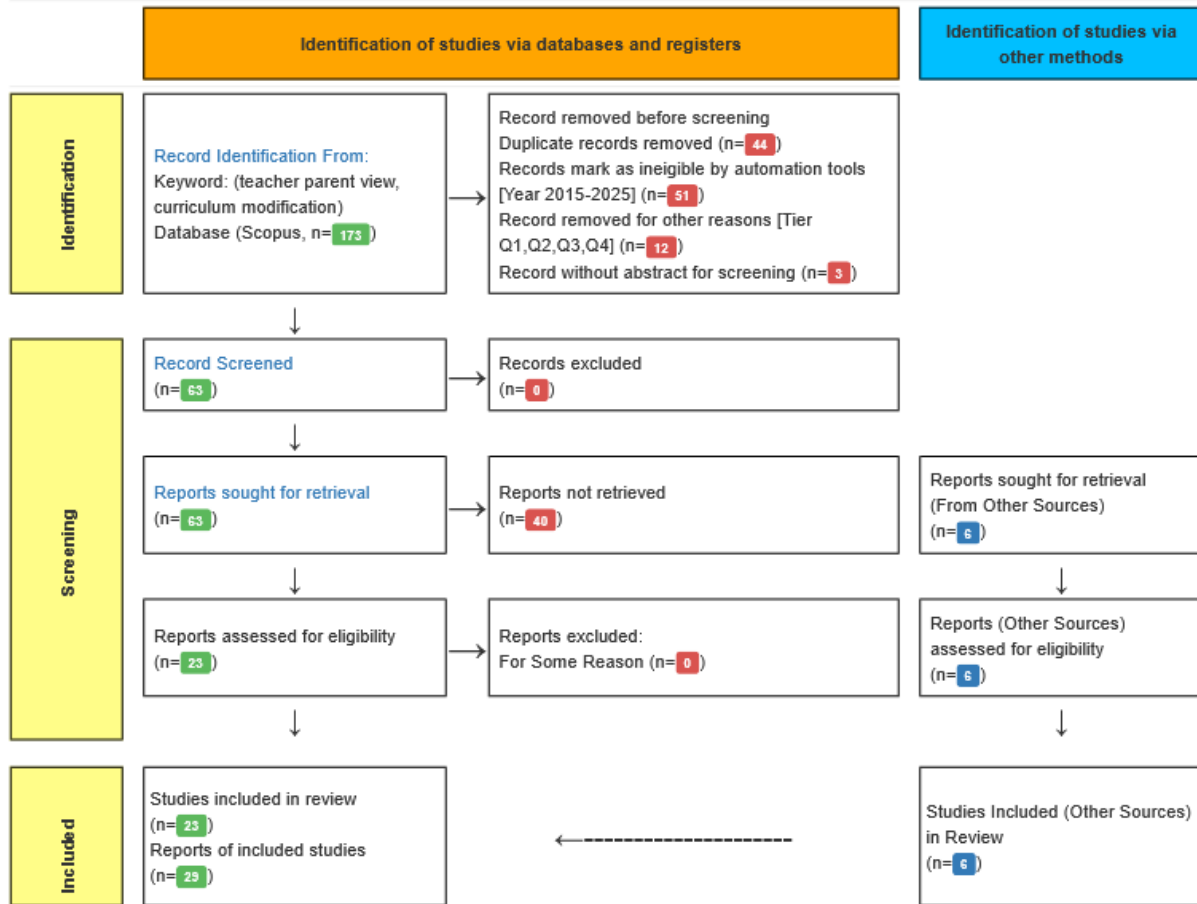 Identification of studies via databases and registers
Identification of studies via
other methods
Identification
Record Identification From:
Keyword: (teacher parent view,
curriculum modification)
Database (Scopus, n= 173)
Record removed before screening
Duplicate records removed (n= 44)
Records mark as ineigible by automation tools
[Year 2015-2025] (n= 51)
Record removed for other reasons [Tier
Q1,Q2,Q3,Q4] (n= 12)
Record without abstract for screening (n= 3)
Screening
Record Screened
(n= 63)
Records excluded
(n= 0)
Reports sought for retrieval
(n= 63)
Reports not retrieved
(n= 40)
Reports sought for retrieval
(From Other Sources)
(n= 6)
Reports assessed for eligibility
(n= 23)
Reports excluded:
For Some Reason (n= 0)
Reports (Other Sources)
assessed for eligibility
(n= 6)
Included
Studies included in review
(n= 23)
Reports of included studies
(n= 29)
Studies Included (Other Sources)
in Review
(n= 6)